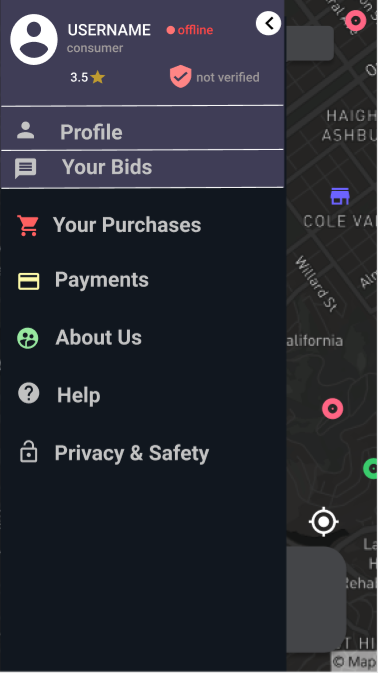 USERNAME
offline
consumer
3.5
not verified
Profile
Your Bids
Your Purchases
Payments
About Us
Help
Privacy & Safety
HAIGH
ASHBU
COLE VA
Willard St
alifornia
La
H
Rehal
T HI
© Map